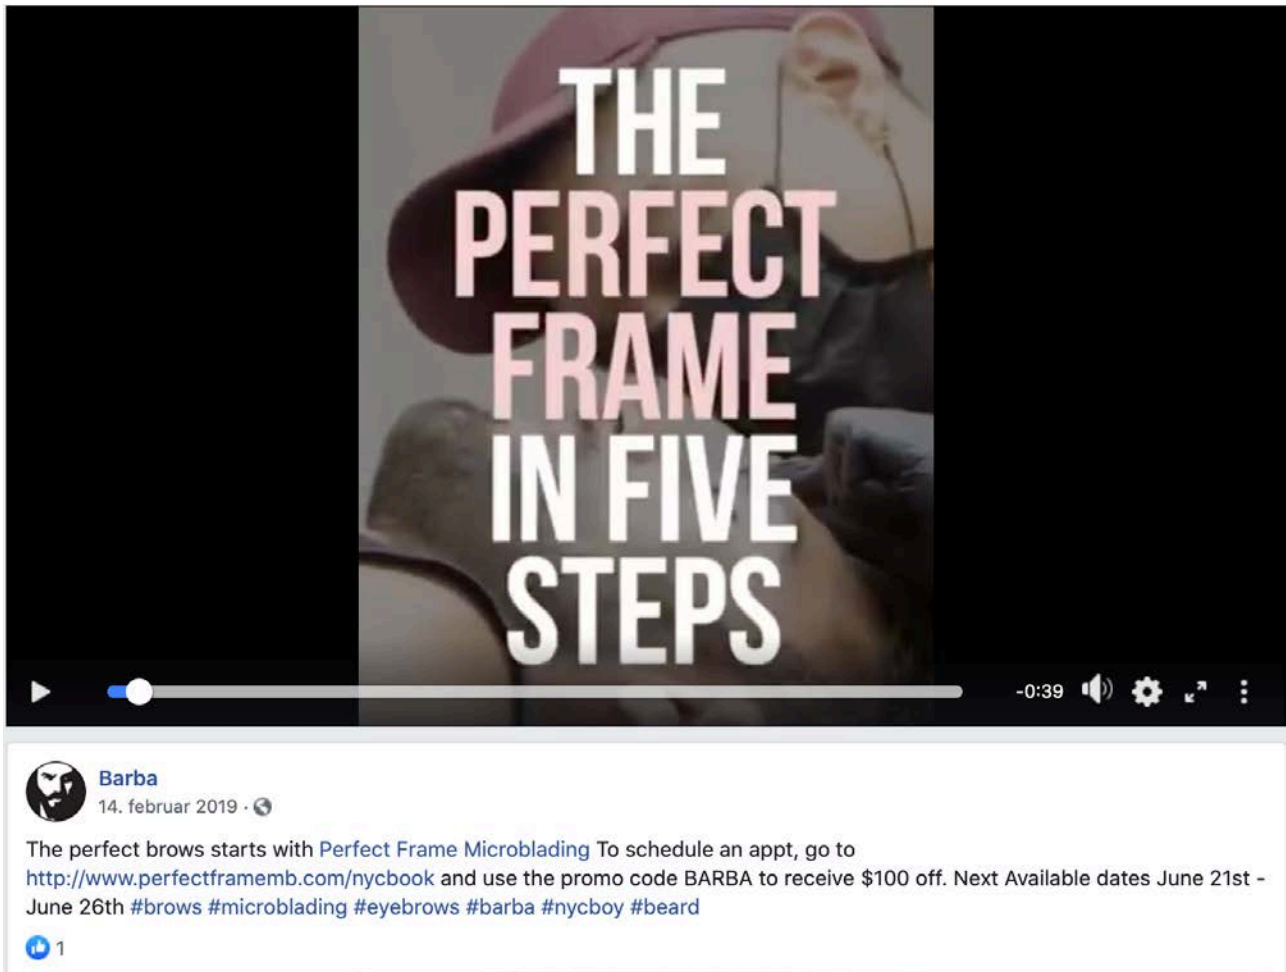 THE
PERFECT
FRAME
IN FIVE
STEPS
-0:39
Barba
14. februar 2019 ·
The perfect brows starts with Perfect Frame Microblading To schedule an appt, go to
http://www.perfectframemb.com/nycbook and use the promo code BARBA to receive $100 off. Next Available dates June 21st -
June 26th #brows #microblading #eyebrows #barba #nycboy #beard
1